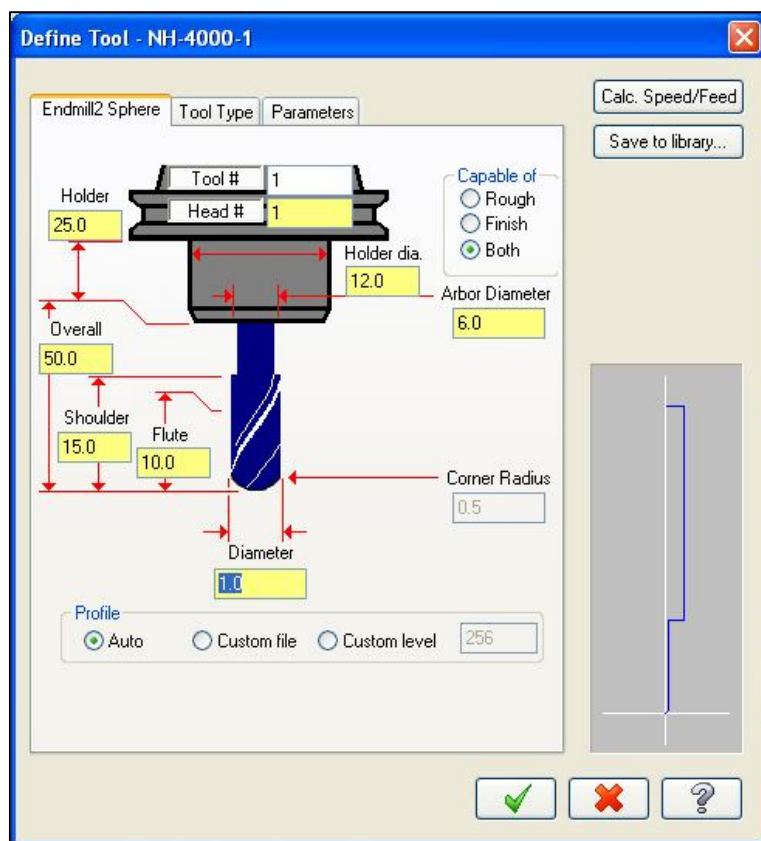 Define Tool - NH-4000-1
Calc. Speed/Feed
Save to library...
Endmill2 Sphere
Tool Type
Parameters
Tool # 1
Head # 1
Holder
25.0
Capable of
Rough
Finish
Both
Holder dia.
12.0
Arbor Diameter
6.0
Overall
50.0
Shoulder
15.0
Flute
10.0
Corner Radius
0.5
Diameter
1.0
Profile
Auto
Custom file
Custom level
256